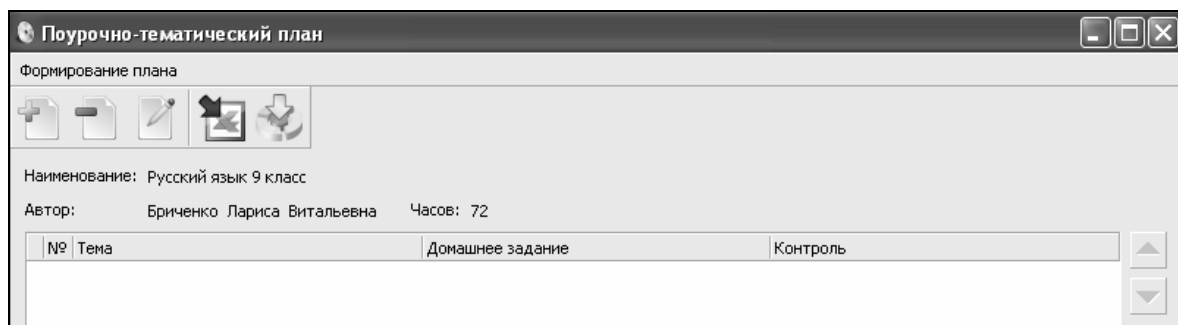 Поурочно-тематический план
Формирование плана
Наименование: Русский язык 9 класс
Автор: Бриченко Лариса Витальевна Часов: 72
№ Тема Домашнее задание Контроль